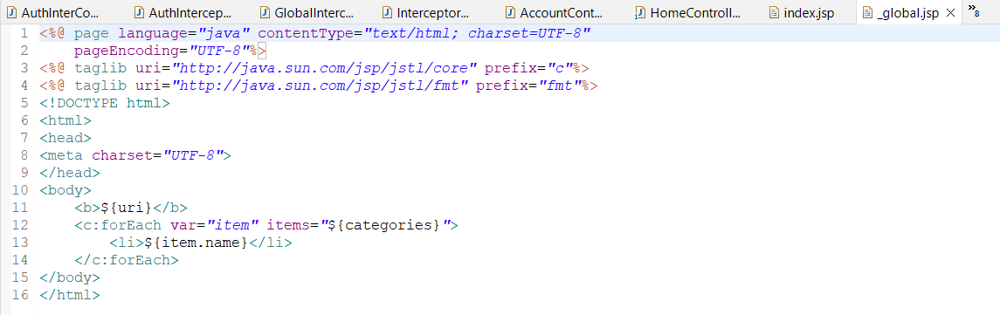 AuthInterCo... AuthIntercep... GlobalInterc... Interceptor... AccountCont... HomeControll... index.jsp _global.jsp »8
1 <%@ page language="java" contentType="text/html; charset=UTF-8"
2     pageEncoding="UTF-8"%>
3 <%@ taglib uri="http://java.sun.com/jsp/jstl/core" prefix="c"%>
4 <%@ taglib uri="http://java.sun.com/jsp/jstl/fmt" prefix="fmt"%>
5 <!DOCTYPE html>
6 <html>
7 <head>
8 <meta charset="UTF-8">
9 </head>
10 <body>
11     <b>${uri}</b>
12     <c:forEach var="item" items="${categories}">
13         <li>${item.name}</li>
14     </c:forEach>
15 </body>
16 </html>